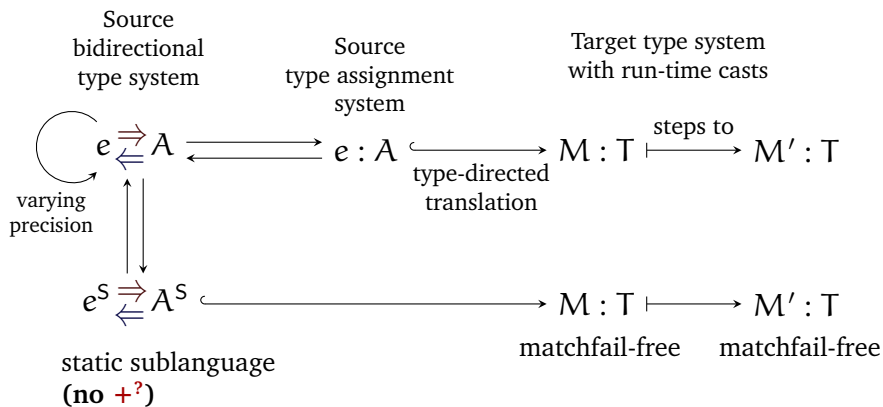 Source
bidirectional
type system
Source
type assignment
system
Target type system
with run-time casts
e ⇒ ⇐ A
e : A
M : T
steps to
M′ : T
type-directed
translation
varying
precision
eˢ ⇒ ⇐ Aˢ
M : T
M′ : T
matchfail-free
matchfail-free
static sublanguage
(no +?)